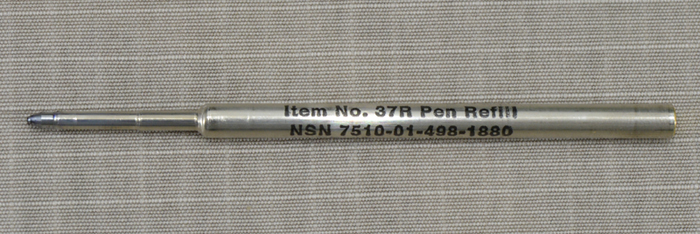 Item No. 37R Pen Refill
NSN 7510-01-498-1880